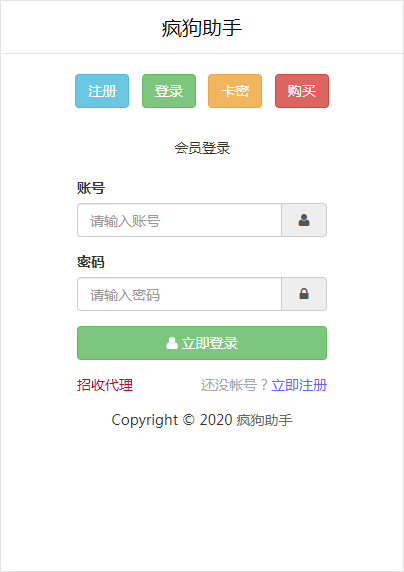 疯狗助手
注册 登录 卡密 购买
会员登录
账号
请输入账号
密码
请输入密码
立即登录
招收代理 还没帐号？立即注册
Copyright © 2020 疯狗助手